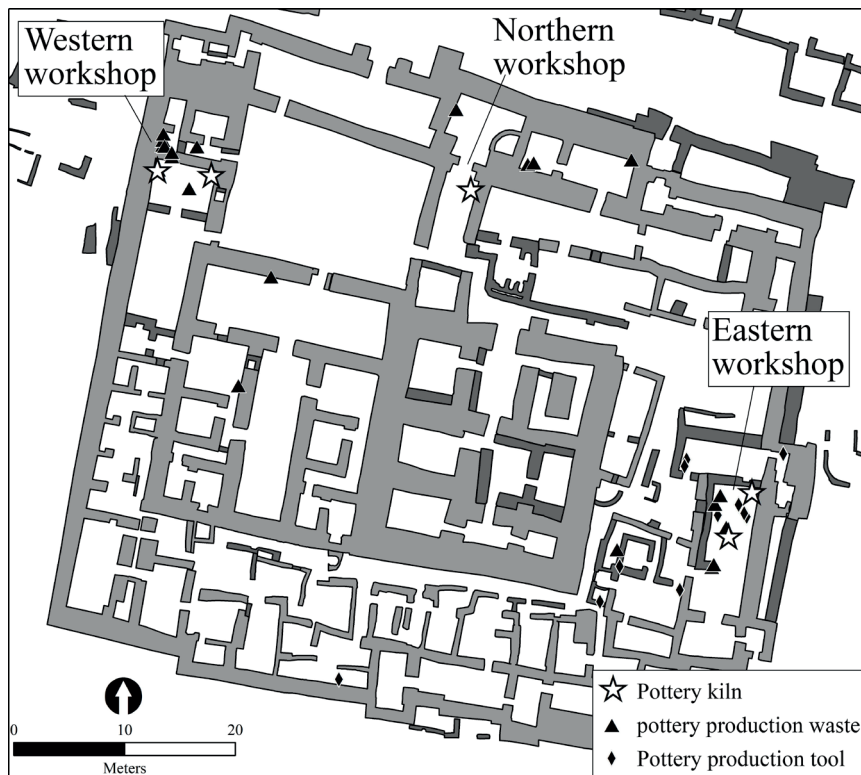 Western
workshop
Northern
workshop
Eastern
workshop
Pottery kiln
pottery production waste
Pottery production tool
0 10 20
Meters